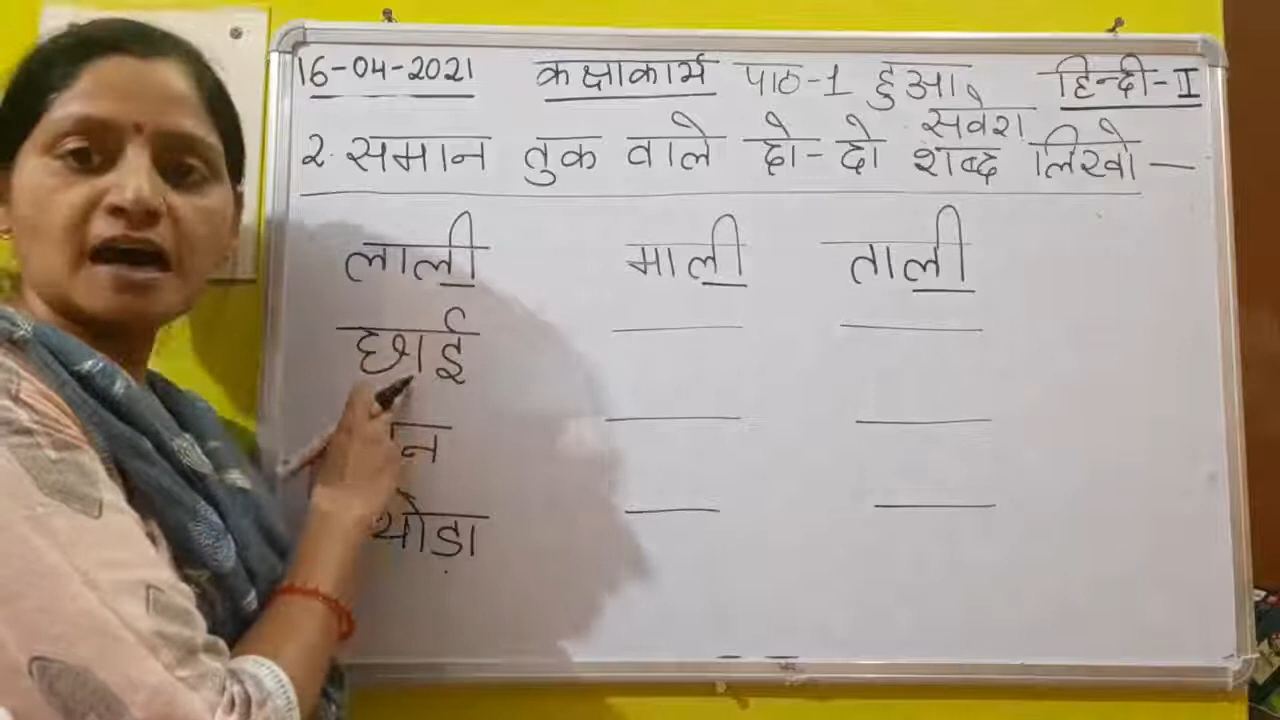 16-04-2021 कक्षाकार्य पाठ-1 हुआ सवेरा हिन्दी-II
2. समान तुक वाले दो-दो शब्द लिखो —
लाली माली ताली
छाई
न
थोड़ा